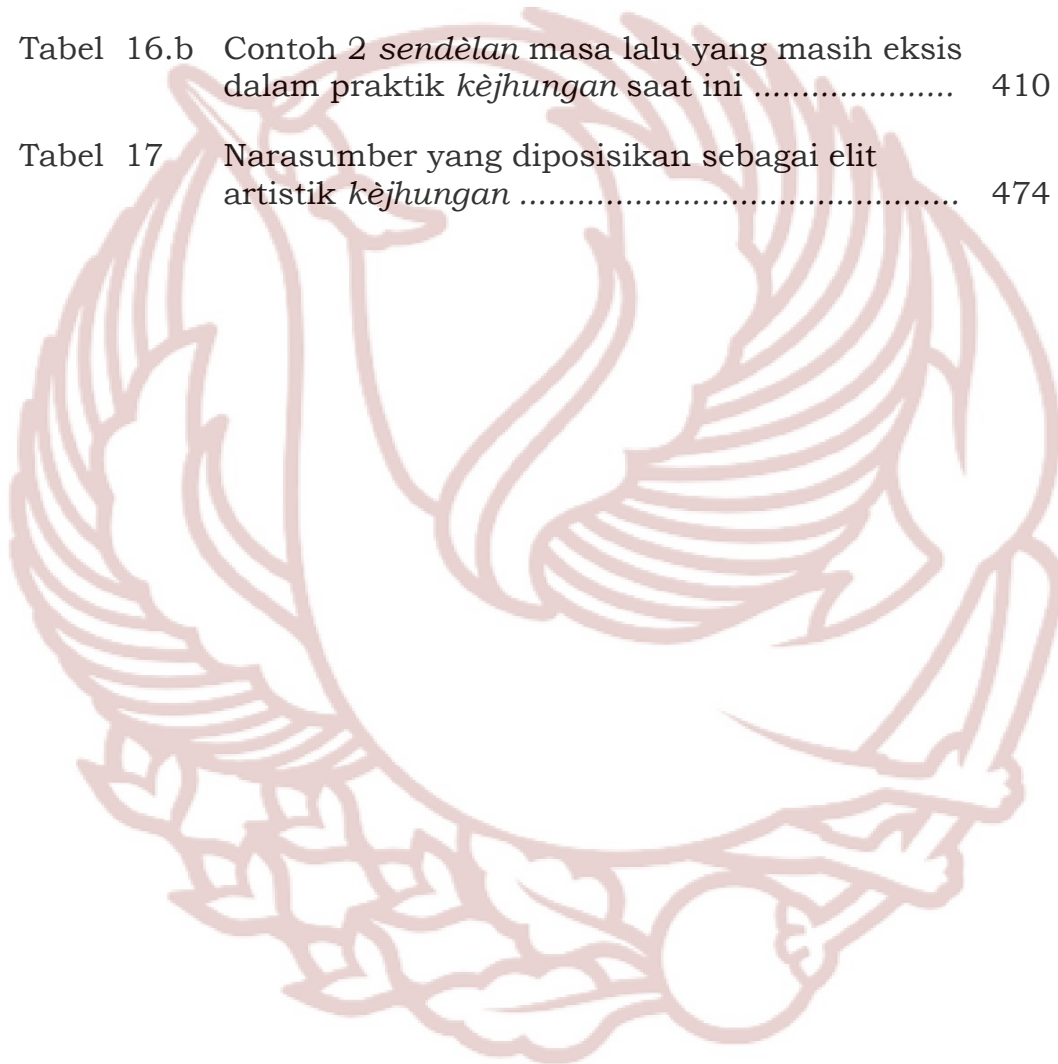 Tabel 16.b Contoh 2 sendèlan masa lalu yang masih eksis
dalam praktik kèjhungan saat ini .................... 410
Tabel 17 Narasumber yang diposisikan sebagai elit
artistik kèjhungan ............................................ 474